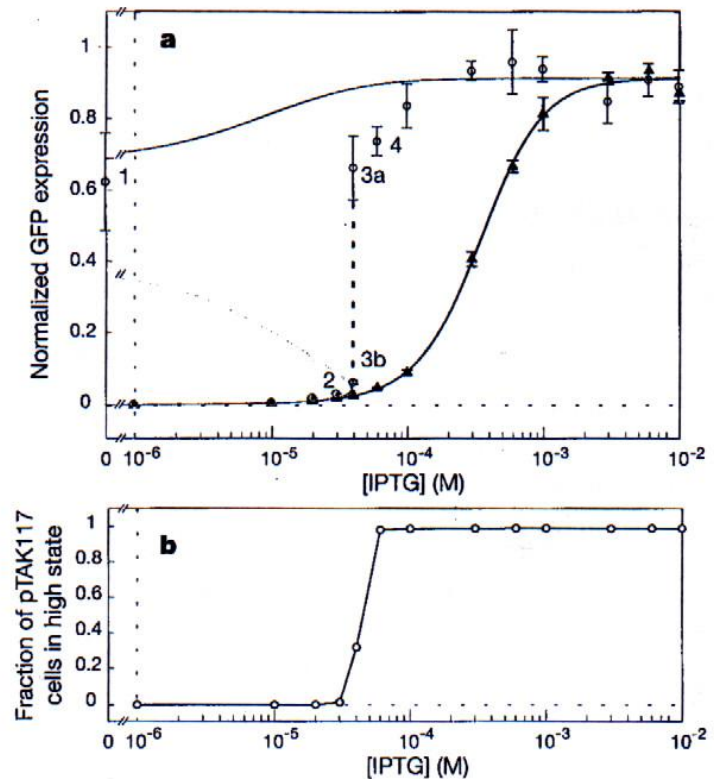 a
Normalized GFP expression
1
0.8
0.6
0.4
0.2
0
1
2
3a
3b
4
0 10⁻⁶ 10⁻⁵ 10⁻⁴ 10⁻³ 10⁻²
[IPTG] (M)
b
Fraction of pTAK117
cells in high state
1
0.8
0.6
0.4
0.2
0
0 10⁻⁶ 10⁻⁵ 10⁻⁴ 10⁻³ 10⁻²
[IPTG] (M)